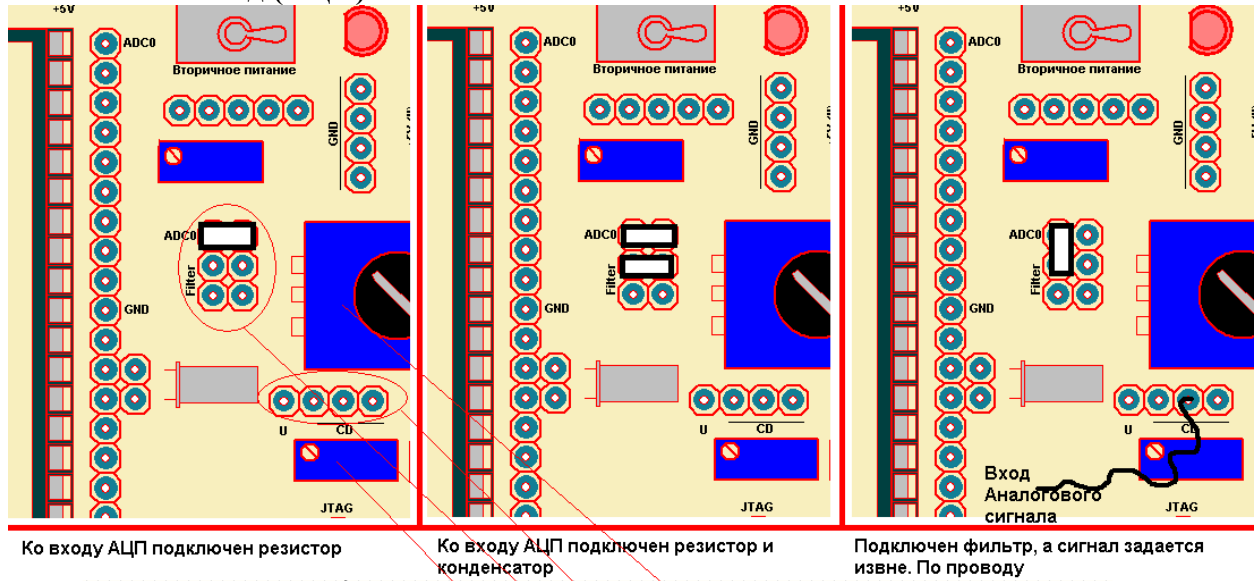 +5V
ADC0
Вторичное питание
GND
ADC0
Filter
GND
U
CD
JTAG
Ко входу АЦП подключен резистор
ADC0
Вторичное питание
GND
ADC0
Filter
GND
U
CD
JTAG
Ко входу АЦП подключен резистор и
конденсатор
+5V
ADC0
Вторичное питание
GND
ADC0
Filter
GND
U
CD
Вход
Аналогового
сигнала
JTAG
Подключен фильтр, а сигнал задается
извне. По проводу